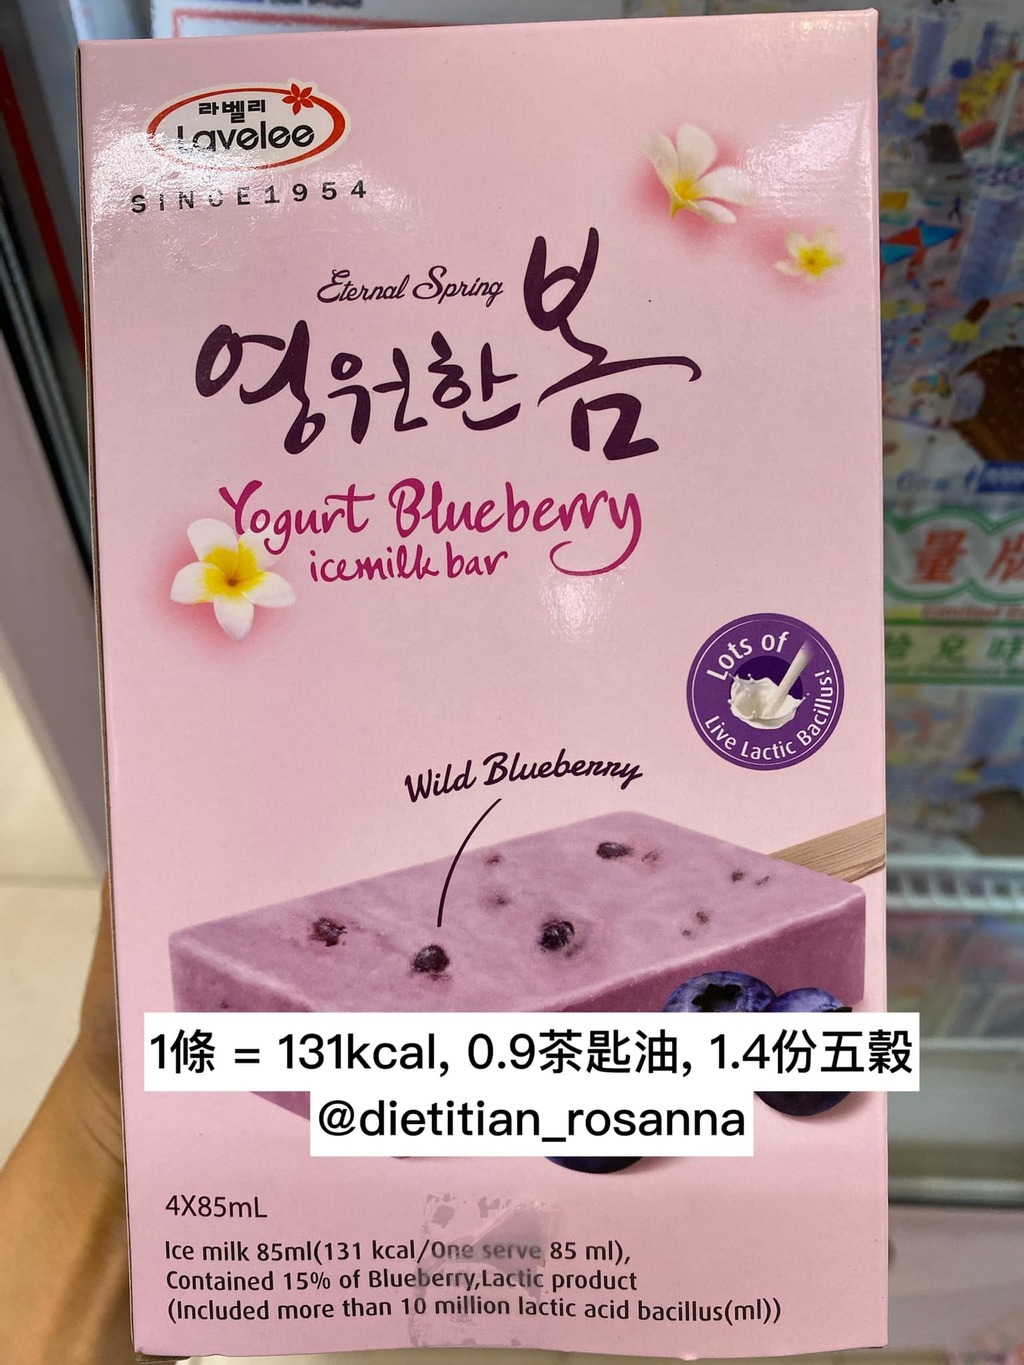 라벨리
Lavelee
SINCE1954
Eternal Spring
영원한봄
Yogurt Blueberry
icemilk bar
Lots of
Live Lactic Bacillus!
Wild Blueberry
1條 = 131kcal, 0.9茶匙油, 1.4份五穀
@dietitian_rosanna
4X85mL
Ice milk 85ml(131 kcal/One serve 85 ml),
Contained 15% of Blueberry,Lactic product
(Included more than 10 million lactic acid bacillus(ml))
量版